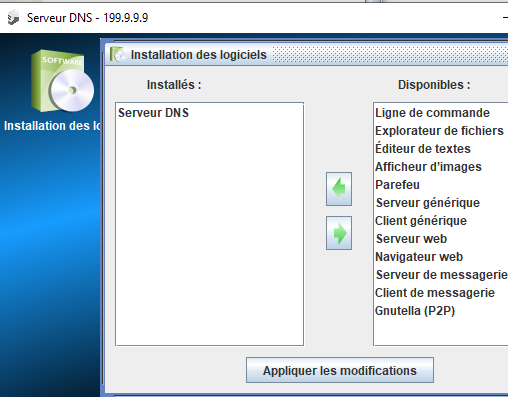 Serveur DNS - 199.9.9.9
SOFTWARE
Installation des lo
Installation des logiciels
Installés :
Disponibles :
Serveur DNS
Ligne de commande
Explorateur de fichiers
Éditeur de textes
Afficheur d'images
Parefeu
Serveur générique
Client générique
Serveur web
Navigateur web
Serveur de messagerie
Client de messagerie
Gnutella (P2P)
Appliquer les modifications